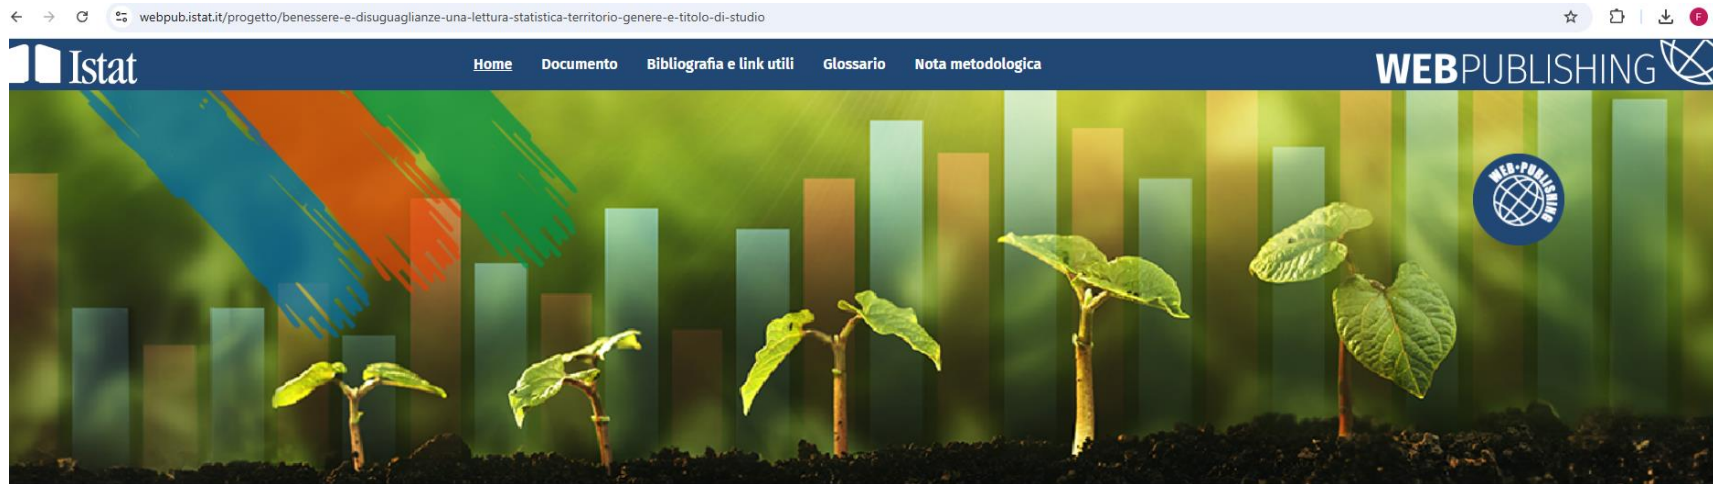 webpub.istat.it/progetto/benessere-e-disuguaglianze-una-lettura-statistica-territorio-genere-e-titolo-di-studio
F
Istat
Home Documento Bibliografia e link utili Glossario Nota metodologica
WEBPUBLISHING
WEB•PUBLISHING